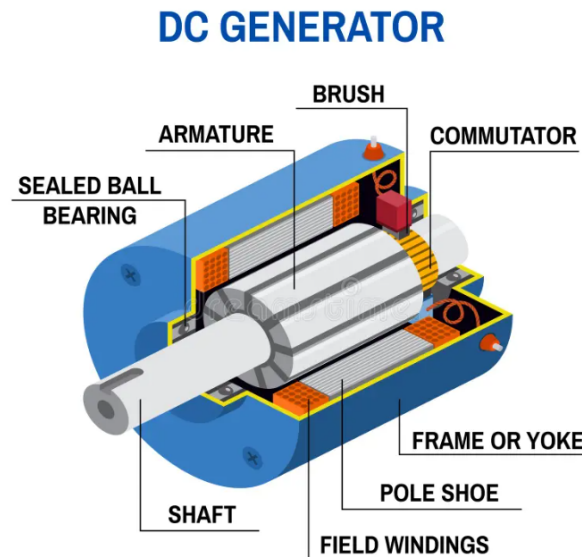 DC GENERATOR
BRUSH
ARMATURE
COMMUTATOR
SEALED BALL
BEARING
FRAME OR YOKE
POLE SHOE
SHAFT
FIELD WINDINGS